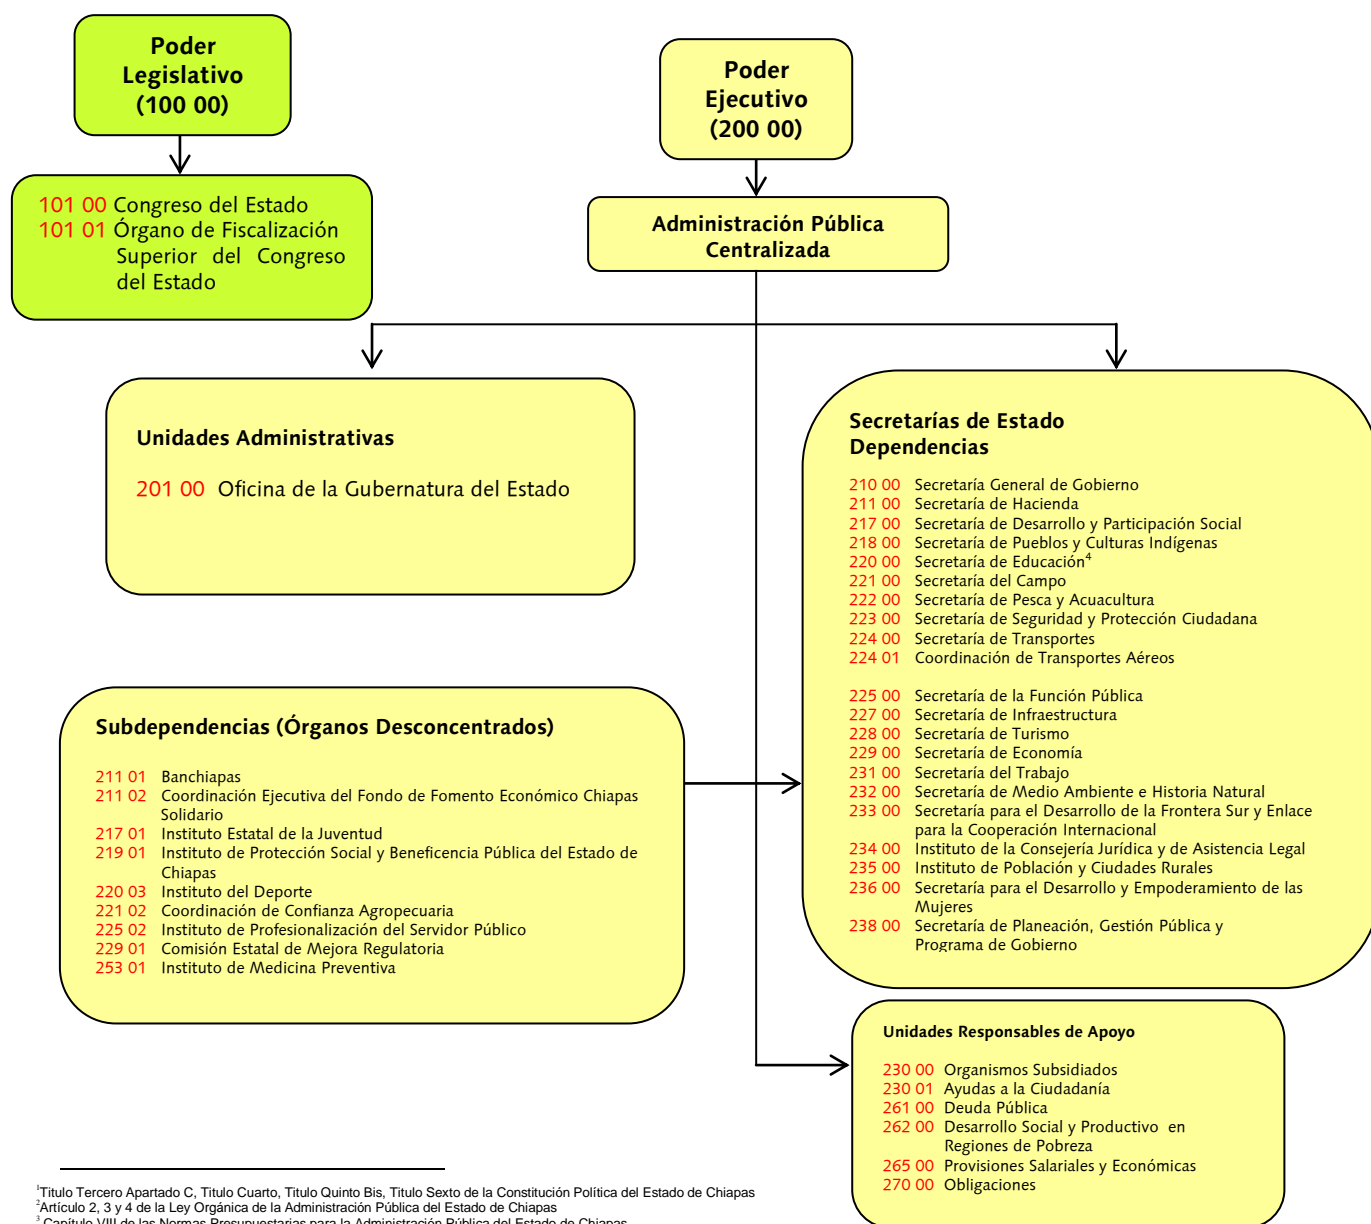 Poder
Legislativo
(100 00)
101 00 Congreso del Estado
101 01 Órgano de Fiscalización
Superior del Congreso
del Estado
Poder
Ejecutivo
(200 00)
Administración Pública
Centralizada
Unidades Administrativas
201 00 Oficina de la Gubernatura del Estado
Secretarías de Estado
Dependencias
210 00 Secretaría General de Gobierno
211 00 Secretaría de Hacienda
217 00 Secretaría de Desarrollo y Participación Social
218 00 Secretaría de Pueblos y Culturas Indígenas
220 00 Secretaría de Educación⁴
221 00 Secretaría del Campo
222 00 Secretaría de Pesca y Acuacultura
223 00 Secretaría de Seguridad y Protección Ciudadana
224 00 Secretaría de Transportes
224 01 Coordinación de Transportes Aéreos
225 00 Secretaría de la Función Pública
227 00 Secretaría de Infraestructura
228 00 Secretaría de Turismo
229 00 Secretaría de Economía
231 00 Secretaría del Trabajo
232 00 Secretaría de Medio Ambiente e Historia Natural
233 00 Secretaría para el Desarrollo de la Frontera Sur y Enlace
para la Cooperación Internacional
234 00 Instituto de la Consejería Jurídica y de Asistencia Legal
235 00 Instituto de Población y Ciudades Rurales
236 00 Secretaría para el Desarrollo y Empoderamiento de las
Mujeres
238 00 Secretaría de Planeación, Gestión Pública y
Programa de Gobierno
Subdependencias (Órganos Desconcentrados)
211 01 Banchiapas
211 02 Coordinación Ejecutiva del Fondo de Fomento Económico Chiapas
Solidario
217 01 Instituto Estatal de la Juventud
219 01 Instituto de Protección Social y Beneficencia Pública del Estado de
Chiapas
220 03 Instituto del Deporte
221 02 Coordinación de Confianza Agropecuaria
225 02 Instituto de Profesionalización del Servidor Público
229 01 Comisión Estatal de Mejora Regulatoria
253 01 Instituto de Medicina Preventiva
Unidades Responsables de Apoyo
230 00 Organismos Subsidiados
230 01 Ayudas a la Ciudadanía
261 00 Deuda Pública
262 00 Desarrollo Social y Productivo en
Regiones de Pobreza
265 00 Provisiones Salariales y Económicas
270 00 Obligaciones
¹Titulo Tercero Apartado C, Titulo Cuarto, Titulo Quinto Bis, Titulo Sexto de la Constitución Política del Estado de Chiapas
²Artículo 2, 3 y 4 de la Ley Orgánica de la Administración Pública del Estado de Chiapas
³ Capítulo VIII de las Normas Presupuestarias para la Administración Pública del Estado de Chiapas